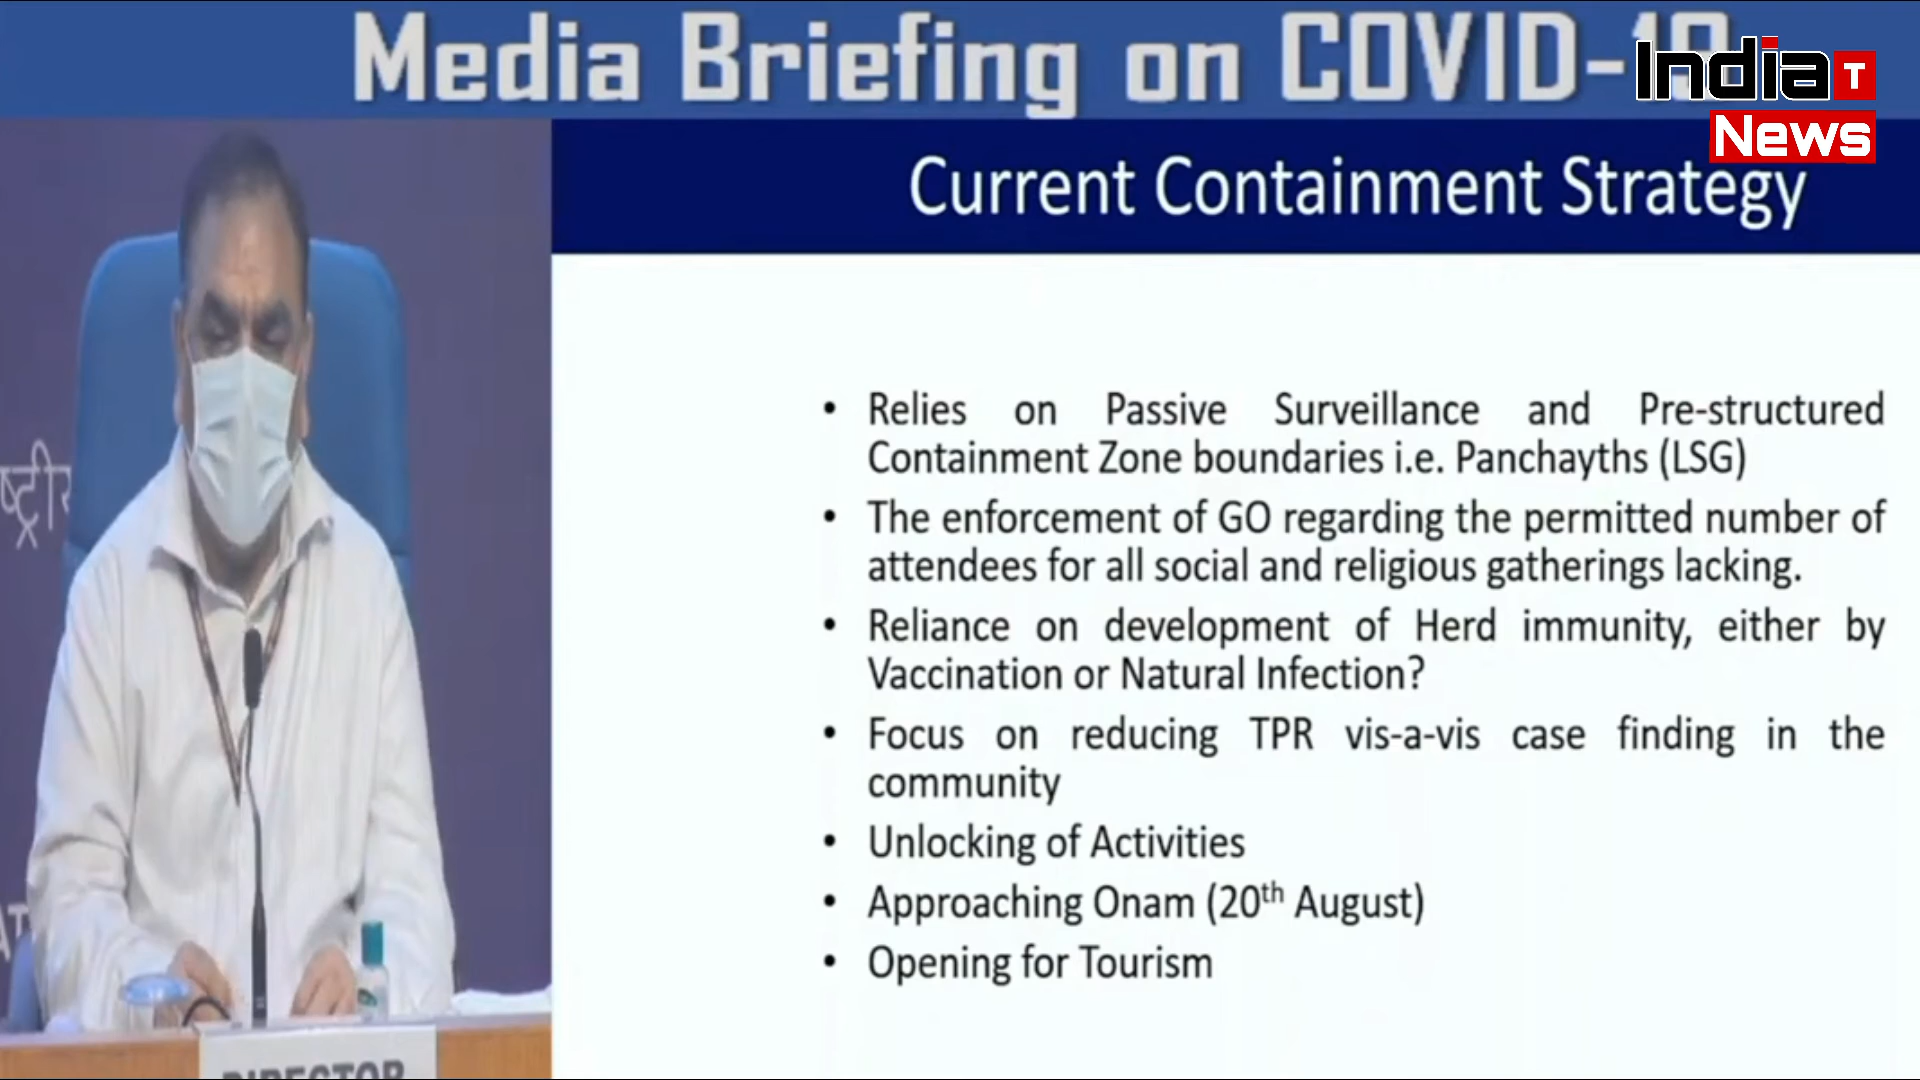 Media Briefing on COVID-19
IndiaT
News
Current Containment Strategy
• Relies on Passive Surveillance and Pre-structured
Containment Zone boundaries i.e. Panchayths (LSG)
• The enforcement of GO regarding the permitted number of
attendees for all social and religious gatherings lacking.
• Reliance on development of Herd immunity, either by
Vaccination or Natural Infection?
• Focus on reducing TPR vis-a-vis case finding in the
community
• Unlocking of Activities
• Approaching Onam (20th August)
• Opening for Tourism
DIRECTOR